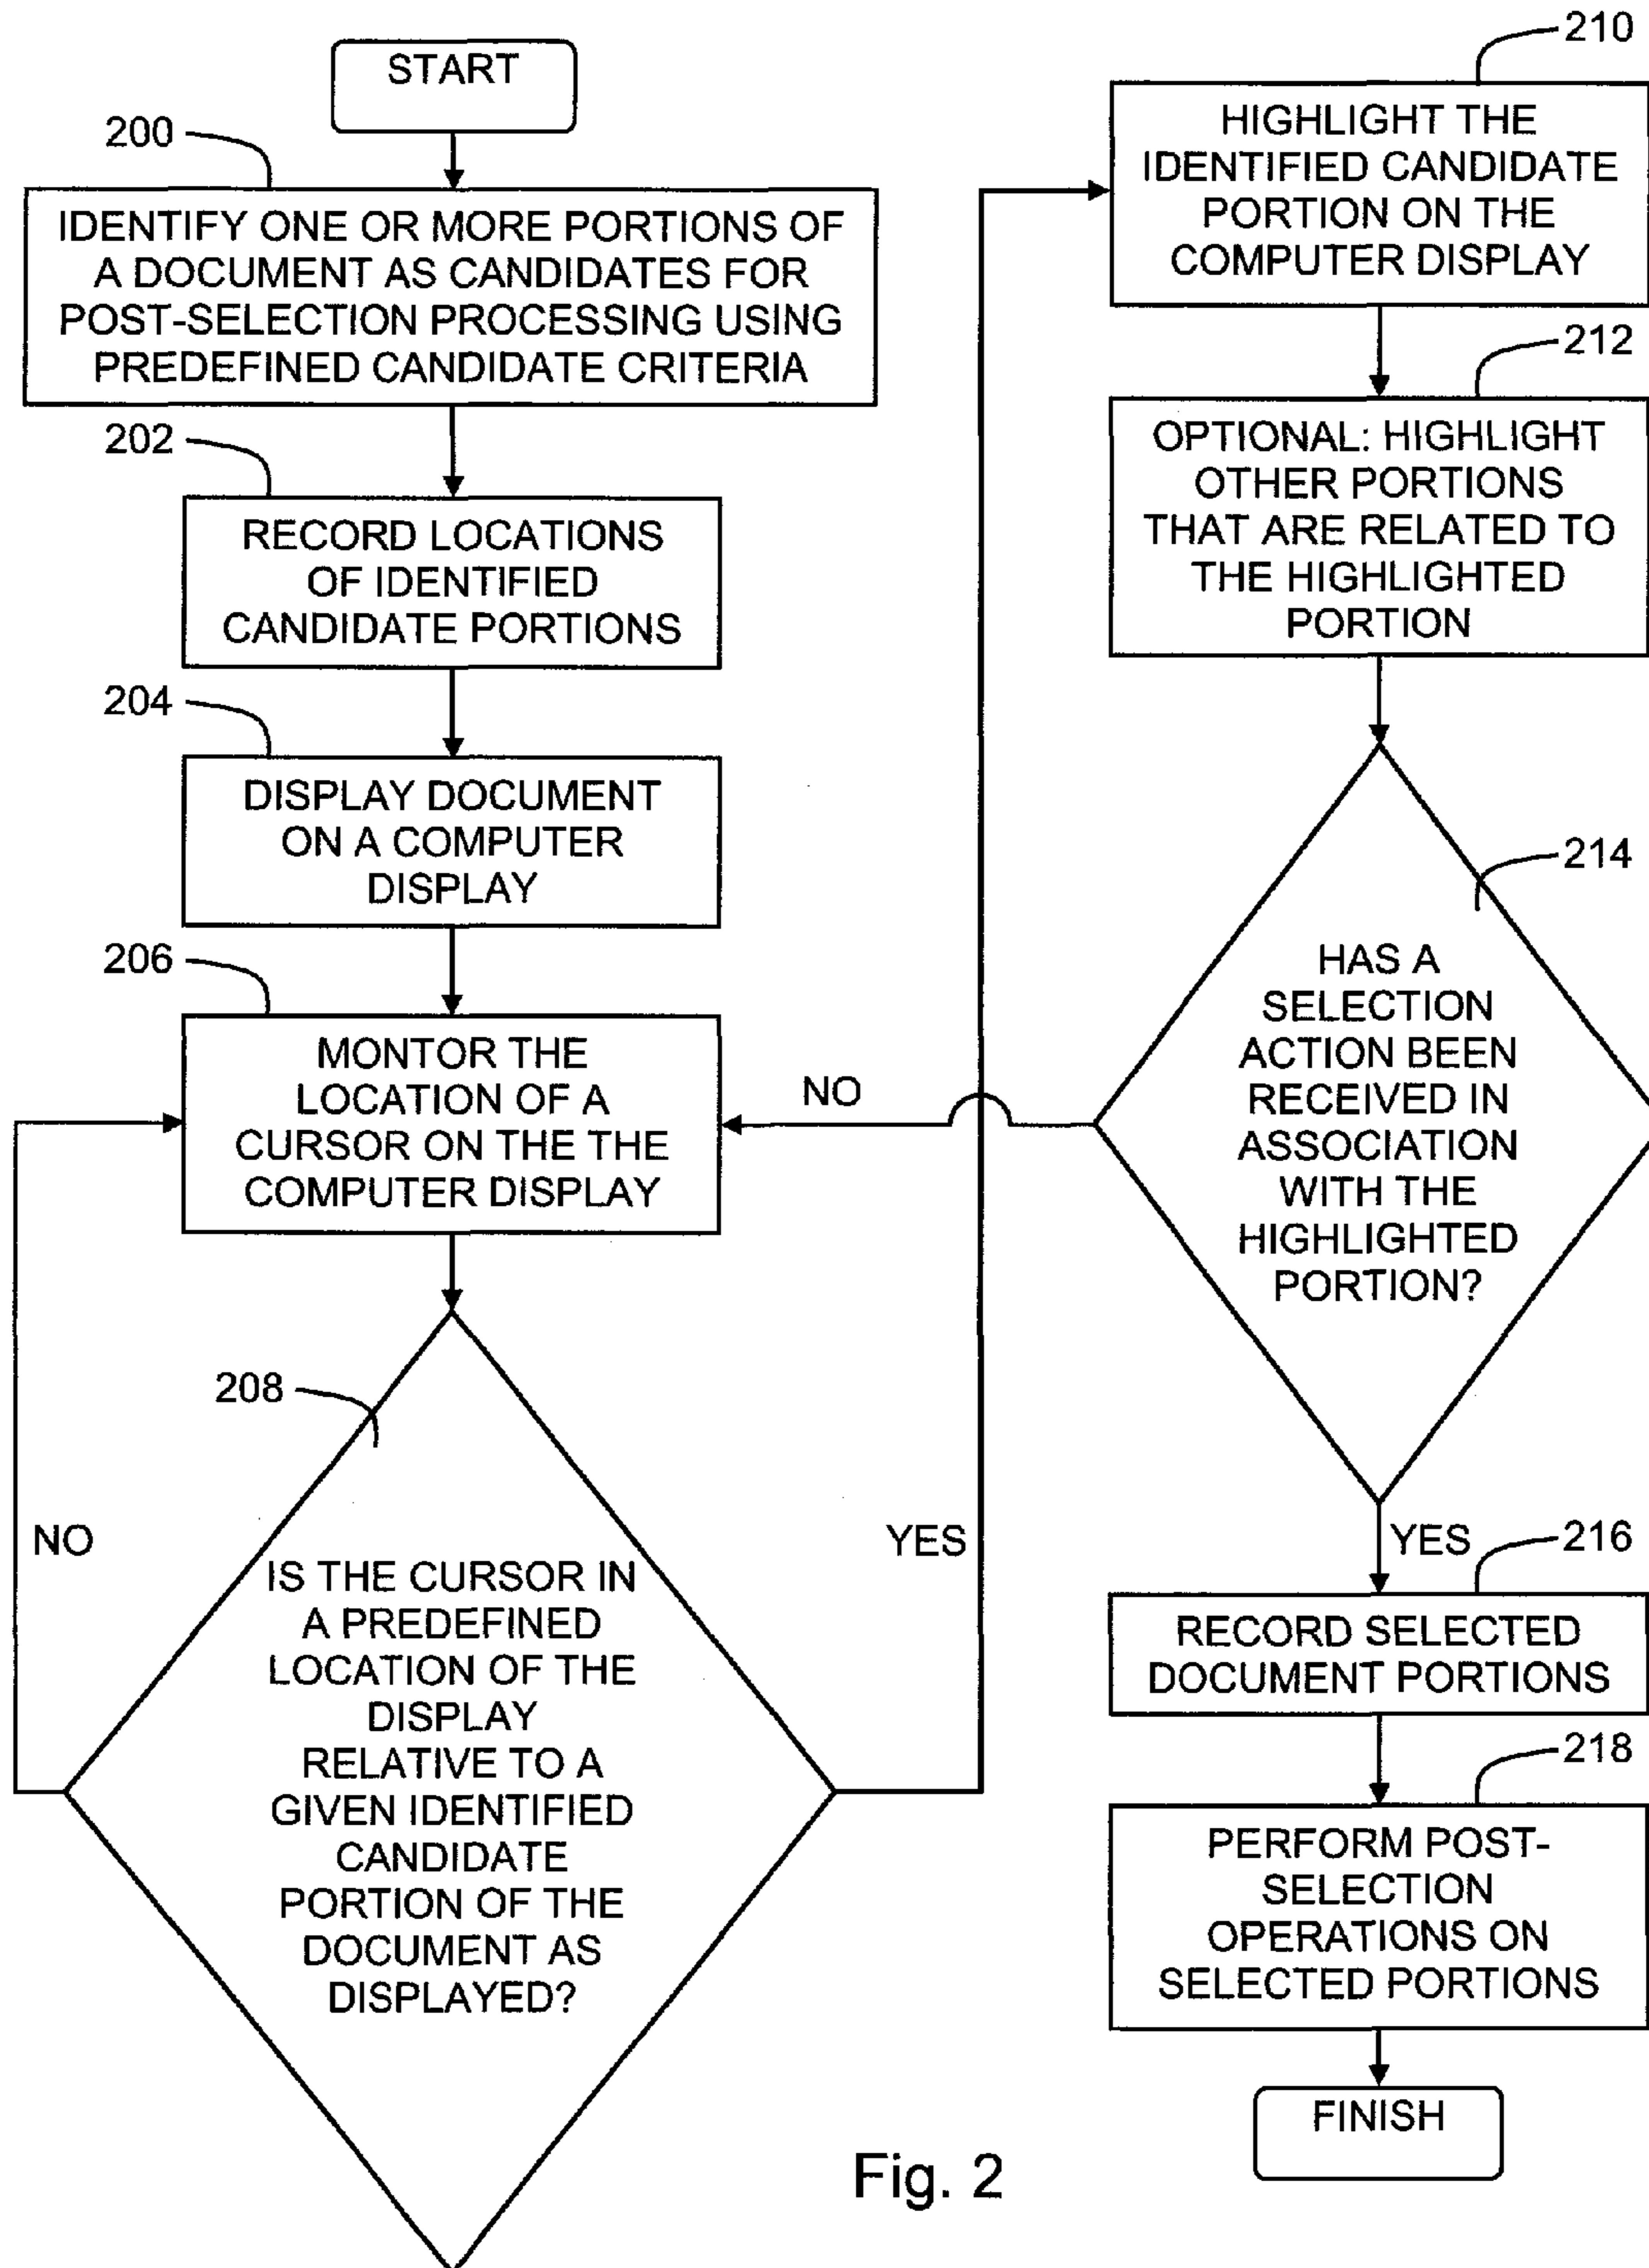 START
200
IDENTIFY ONE OR MORE PORTIONS OF
A DOCUMENT AS CANDIDATES FOR
POST-SELECTION PROCESSING USING
PREDEFINED CANDIDATE CRITERIA
202
RECORD LOCATIONS
OF IDENTIFIED
CANDIDATE PORTIONS
204
DISPLAY DOCUMENT
ON A COMPUTER
DISPLAY
206
MONTOR THE
LOCATION OF A
CURSOR ON THE THE
COMPUTER DISPLAY
208
NO
IS THE CURSOR IN
A PREDEFINED
LOCATION OF THE
DISPLAY
RELATIVE TO A
GIVEN IDENTIFIED
CANDIDATE
PORTION OF THE
DOCUMENT AS
DISPLAYED?
YES
210
HIGHLIGHT THE
IDENTIFIED CANDIDATE
PORTION ON THE
COMPUTER DISPLAY
212
OPTIONAL: HIGHLIGHT
OTHER PORTIONS
THAT ARE RELATED TO
THE HIGHLIGHTED
PORTION
214
HAS A
SELECTION
ACTION BEEN
RECEIVED IN
ASSOCIATION
WITH THE
HIGHLIGHTED
PORTION?
NO
YES
216
RECORD SELECTED
DOCUMENT PORTIONS
218
PERFORM POST-
SELECTION
OPERATIONS ON
SELECTED PORTIONS
FINISH
Fig. 2